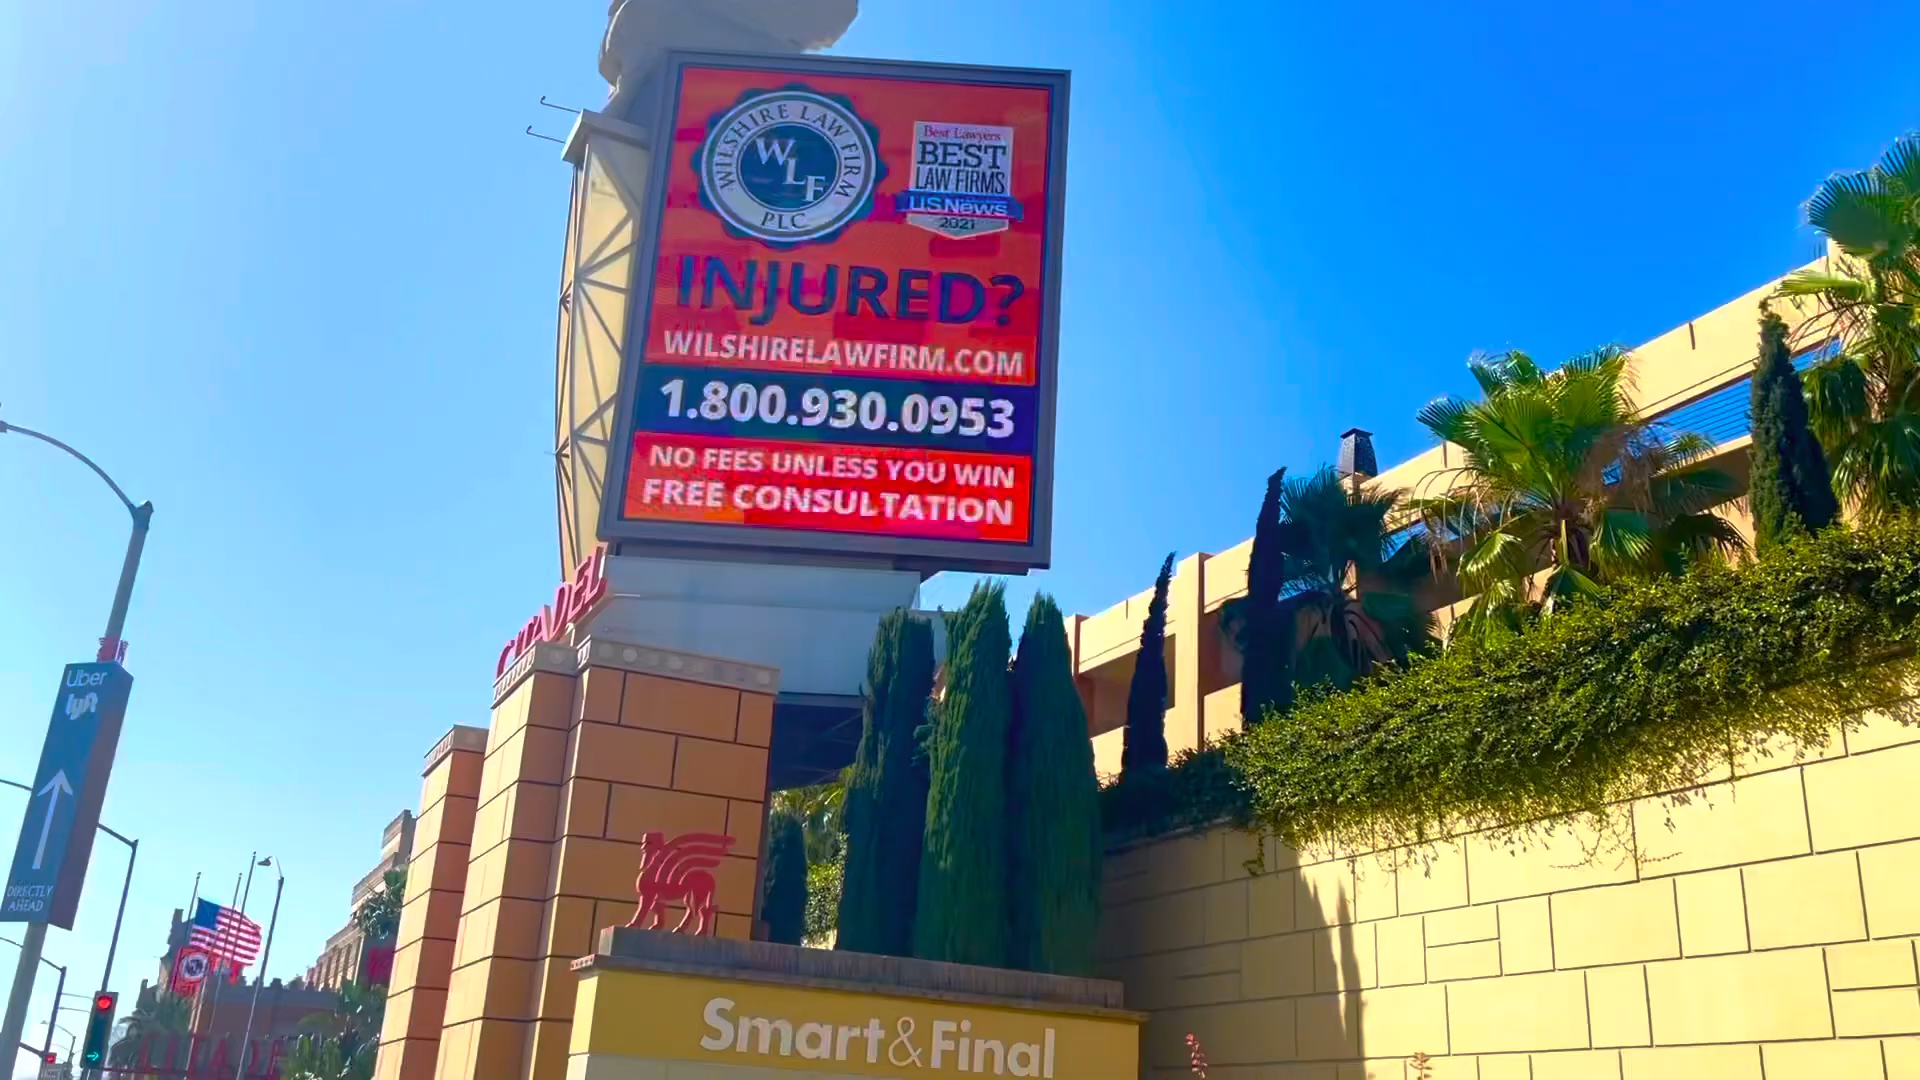 WILSHIRE LAW FIRM
WLF
PLC
Best Lawyers
BEST
LAW FIRMS
U.S.News
2021
INJURED?
WILSHIRELAWFIRM.COM
1.800.930.0953
NO FEES UNLESS YOU WIN
FREE CONSULTATION
CITADEL
Uber
lyft
DIRECTLY
AHEAD
CITADE
Smart&Final